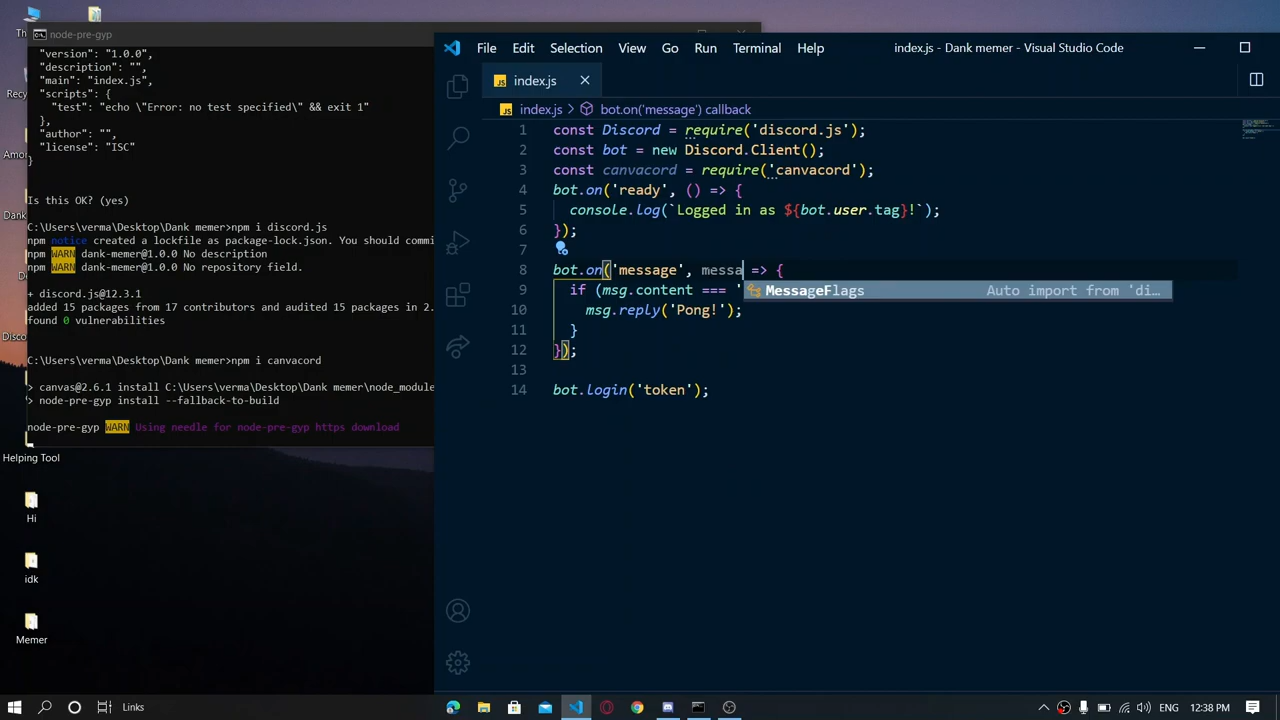 Th
Recy
Amon
Dank
Disco
Helping Tool
Hi
idk
Memer
node-pre-gyp
"version": "1.0.0",
"description": "",
"main": "index.js",
"scripts": {
"test": "echo \"Error: no test specified\" && exit 1"
},
"author": "",
"license": "ISC"
}
Is this OK? (yes)
C:\Users\verma\Desktop\Dank memer>npm i discord.js
npm notice created a lockfile as package-lock.json. You should commi
npm WARN dank-memer@1.0.0 No description
npm WARN dank-memer@1.0.0 No repository field.
+ discord.js@12.3.1
added 15 packages from 17 contributors and audited 15 packages in 2.
found 0 vulnerabilities
C:\Users\verma\Desktop\Dank memer>npm i canvacord
> canvas@2.6.1 install C:\Users\verma\Desktop\Dank memer\node_module
> node-pre-gyp install --fallback-to-build
node-pre-gyp WARN Using needle for node-pre-gyp https download
File Edit Selection View Go Run Terminal Help index.js - Dank memer - Visual Studio Code
JS index.js
JS index.js > bot.on('message') callback
1 const Discord = require('discord.js');
2 const bot = new Discord.Client();
3 const canvacord = require('canvacord');
4 bot.on('ready', () => {
5 console.log(`Logged in as ${bot.user.tag}!`);
6 });
7
8 bot.on('message', messa => {
9 if (msg.content === '
MessageFlags Auto import from 'di…
10 msg.reply('Pong!');
11 }
12 });
13
14 bot.login('token');
Links
ENG 12:38 PM